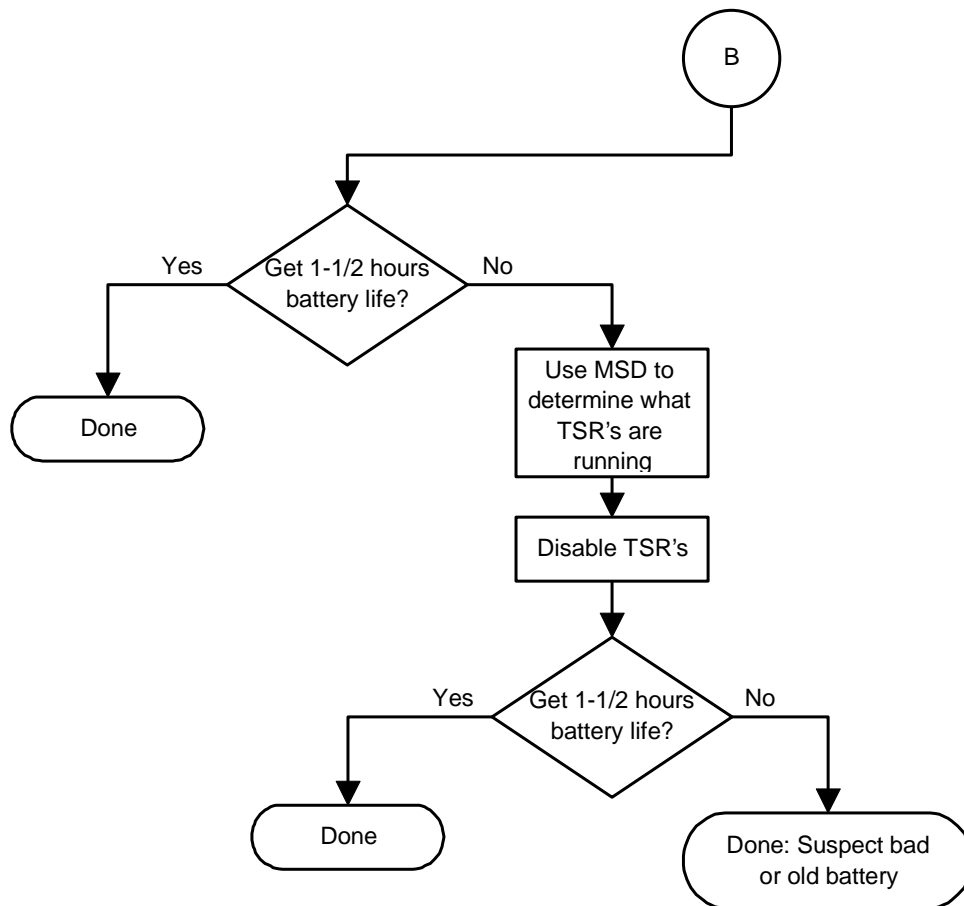 B
Yes
Get 1-1/2 hours
battery life?
No
Done
Use MSD to
determine what
TSR's are
running
Disable TSR's
Yes
Get 1-1/2 hours
battery life?
No
Done
Done: Suspect bad
or old battery